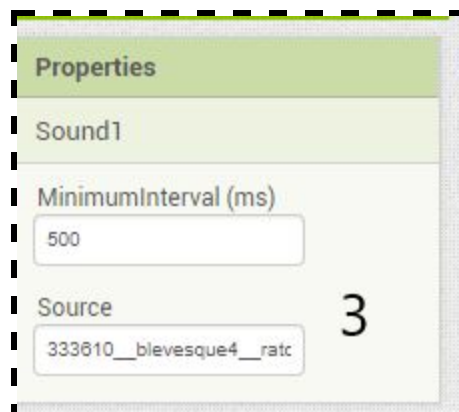 Properties
Sound1
MinimumInterval (ms)
500
Source
3
333610__blevesque4__ratc